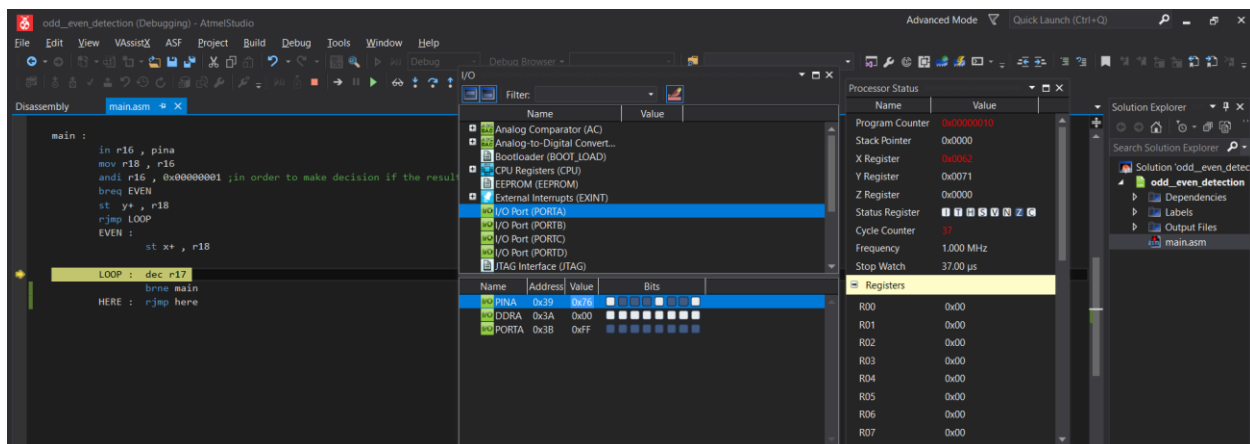 odd__even_detection (Debugging) - AtmelStudio
Advanced Mode
Quick Launch (Ctrl+Q)
File Edit View VAssistX ASF Project Build Debug Tools Window Help
Debug
Debug Browser
Disassembly
main.asm
main :
in r16 , pina
mov r18 , r16
andi r16 , 0x00000001 ;in order to make decision if the resul
breq EVEN
st y+ , r18
rjmp LOOP
EVEN :
st x+ , r18
LOOP : dec r17
brne main
HERE : rjmp here
I/O
Filter:
Name Value
Analog Comparator (AC)
Analog-to-Digital Convert...
Bootloader (BOOT_LOAD)
CPU Registers (CPU)
EEPROM (EEPROM)
External Interrupts (EXINT)
I/O Port (PORTA)
I/O Port (PORTB)
I/O Port (PORTC)
I/O Port (PORTD)
JTAG Interface (JTAG)
Name Address Value Bits
PINA 0x39 0x76
DDRA 0x3A 0x00
PORTA 0x3B 0xFF
Processor Status
Name Value
Program Counter 0x00000010
Stack Pointer 0x0000
X Register 0x0062
Y Register 0x0071
Z Register 0x0000
Status Register I T H S V N Z C
Cycle Counter 37
Frequency 1.000 MHz
Stop Watch 37.00 µs
Registers
R00 0x00
R01 0x00
R02 0x00
R03 0x00
R04 0x00
R05 0x00
R06 0x00
R07 0x00
Solution Explorer
Search Solution Explorer
Solution 'odd__even_detec
odd__even_detection
Dependencies
Labels
Output Files
main.asm